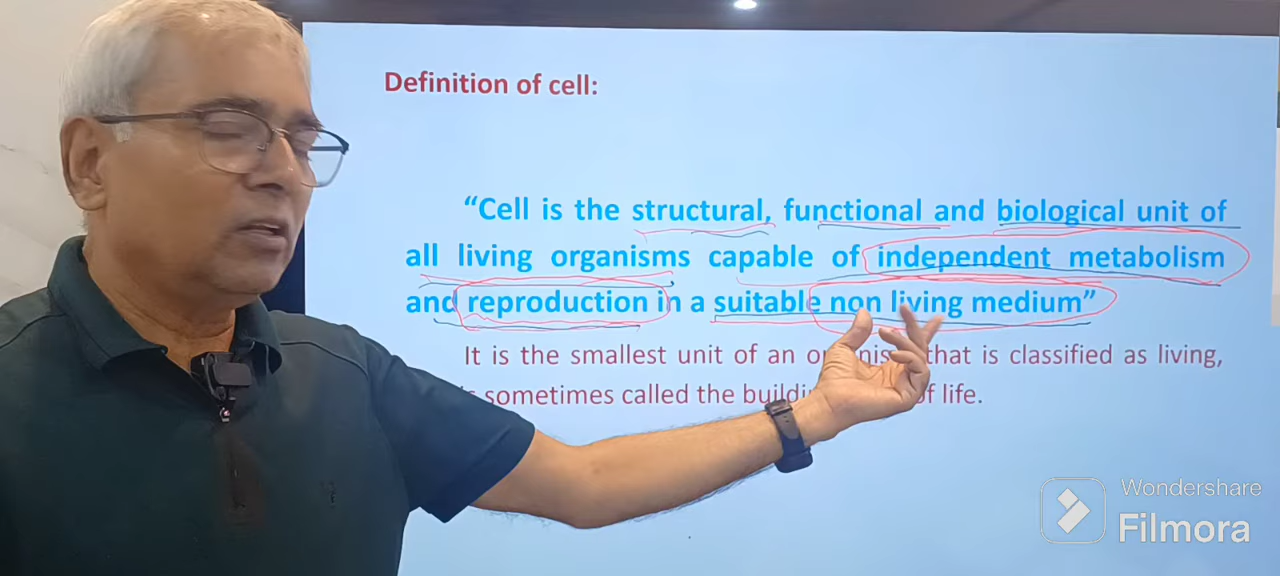 Definition of cell:
“Cell is the structural, functional and biological unit of
all living organisms capable of independent metabolism
and reproduction in a suitable non living medium”
It is the smallest unit of an that is classified as living,
sometimes called the of life.
Wondershare
Filmora